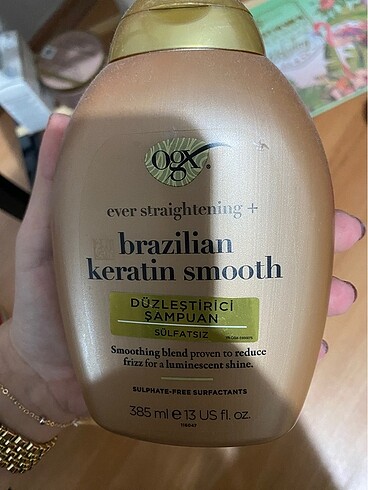 ogx.
ever straightening +
brazilian
keratin smooth
DÜZLEŞTİRİCİ
ŞAMPUAN
SÜLFATSIZ
Smoothing blend proven to reduce
frizz for a luminescent shine.
SULPHATE-FREE SURFACTANTS
385 ml e 13 US fl. oz.